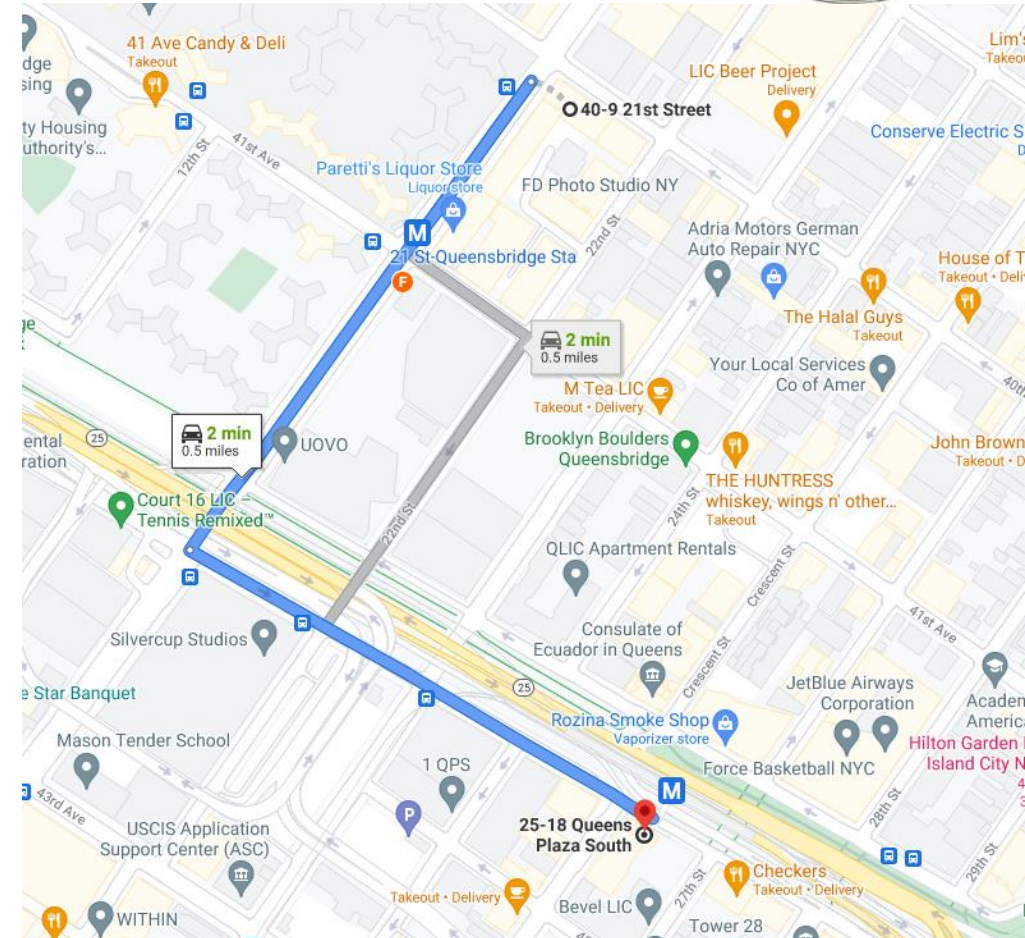 41 Ave Candy & Deli
Takeout
dge
sing
ty Housing
uthority's...
12th St
41st Ave
40-9 21st Street
LIC Beer Project
Delivery
Lim's
Takeou
Conserve Electric S
D
Paretti's Liquor Store
Liquor store
FD Photo Studio NY
22nd St
M
21 St-Queensbridge Sta
F
Adria Motors German
Auto Repair NYC
House of T
Takeout • Deli
The Halal Guys
Takeout
2 min
0.5 miles
Your Local Services
Co of Amer
40th
M Tea LIC
Takeout • Delivery
ge
25
ental
ration
2 min
0.5 miles
UOVO
Brooklyn Boulders
Queensbridge
John Brown
Takeout • D
THE HUNTRESS
whiskey, wings n' other...
Takeout
Court 16 LIC –
Tennis Remixed™
22nd St
24th St
QLIC Apartment Rentals
Crescent St
41st Ave
Silvercup Studios
Consulate of
Ecuador in Queens
Crescent St
25
JetBlue Airways
Corporation
Academ
America
e Star Banquet
Rozina Smoke Shop
Vaporizer store
Hilton Garden I
Island City N
4
3
Mason Tender School
1 QPS
Force Basketball NYC
M
43rd Ave
P
25-18 Queens
Plaza South
28th St
29th St
USCIS Application
Support Center (ASC)
Checkers
Takeout • Delivery
27th St
Takeout • Delivery
Bevel LIC
WITHIN
Tower 28